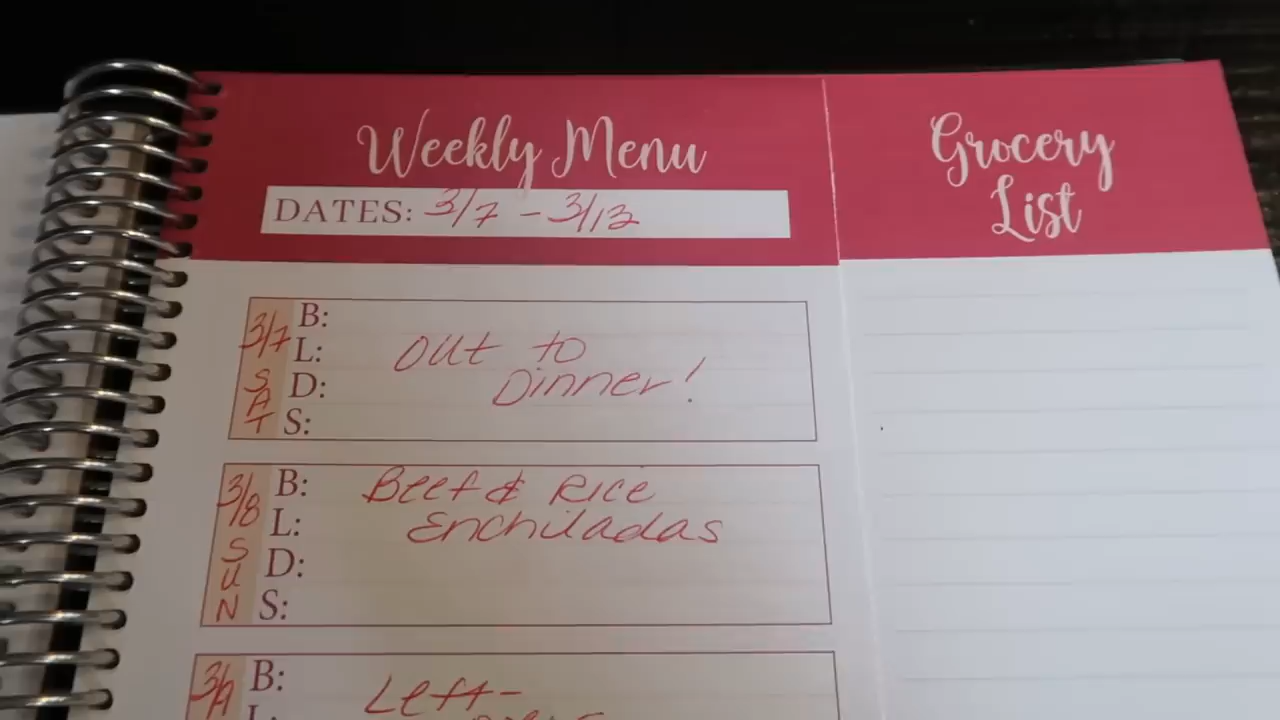 Weekly Menu
DATES: 3/7 - 3/13
Grocery
List
3/7
SAT
B:
L:
D:
S:
Out to
Dinner!
3/8
SUN
B:
L:
D:
S:
Beef & Rice
Enchiladas
3/9
B:
L:
Left-